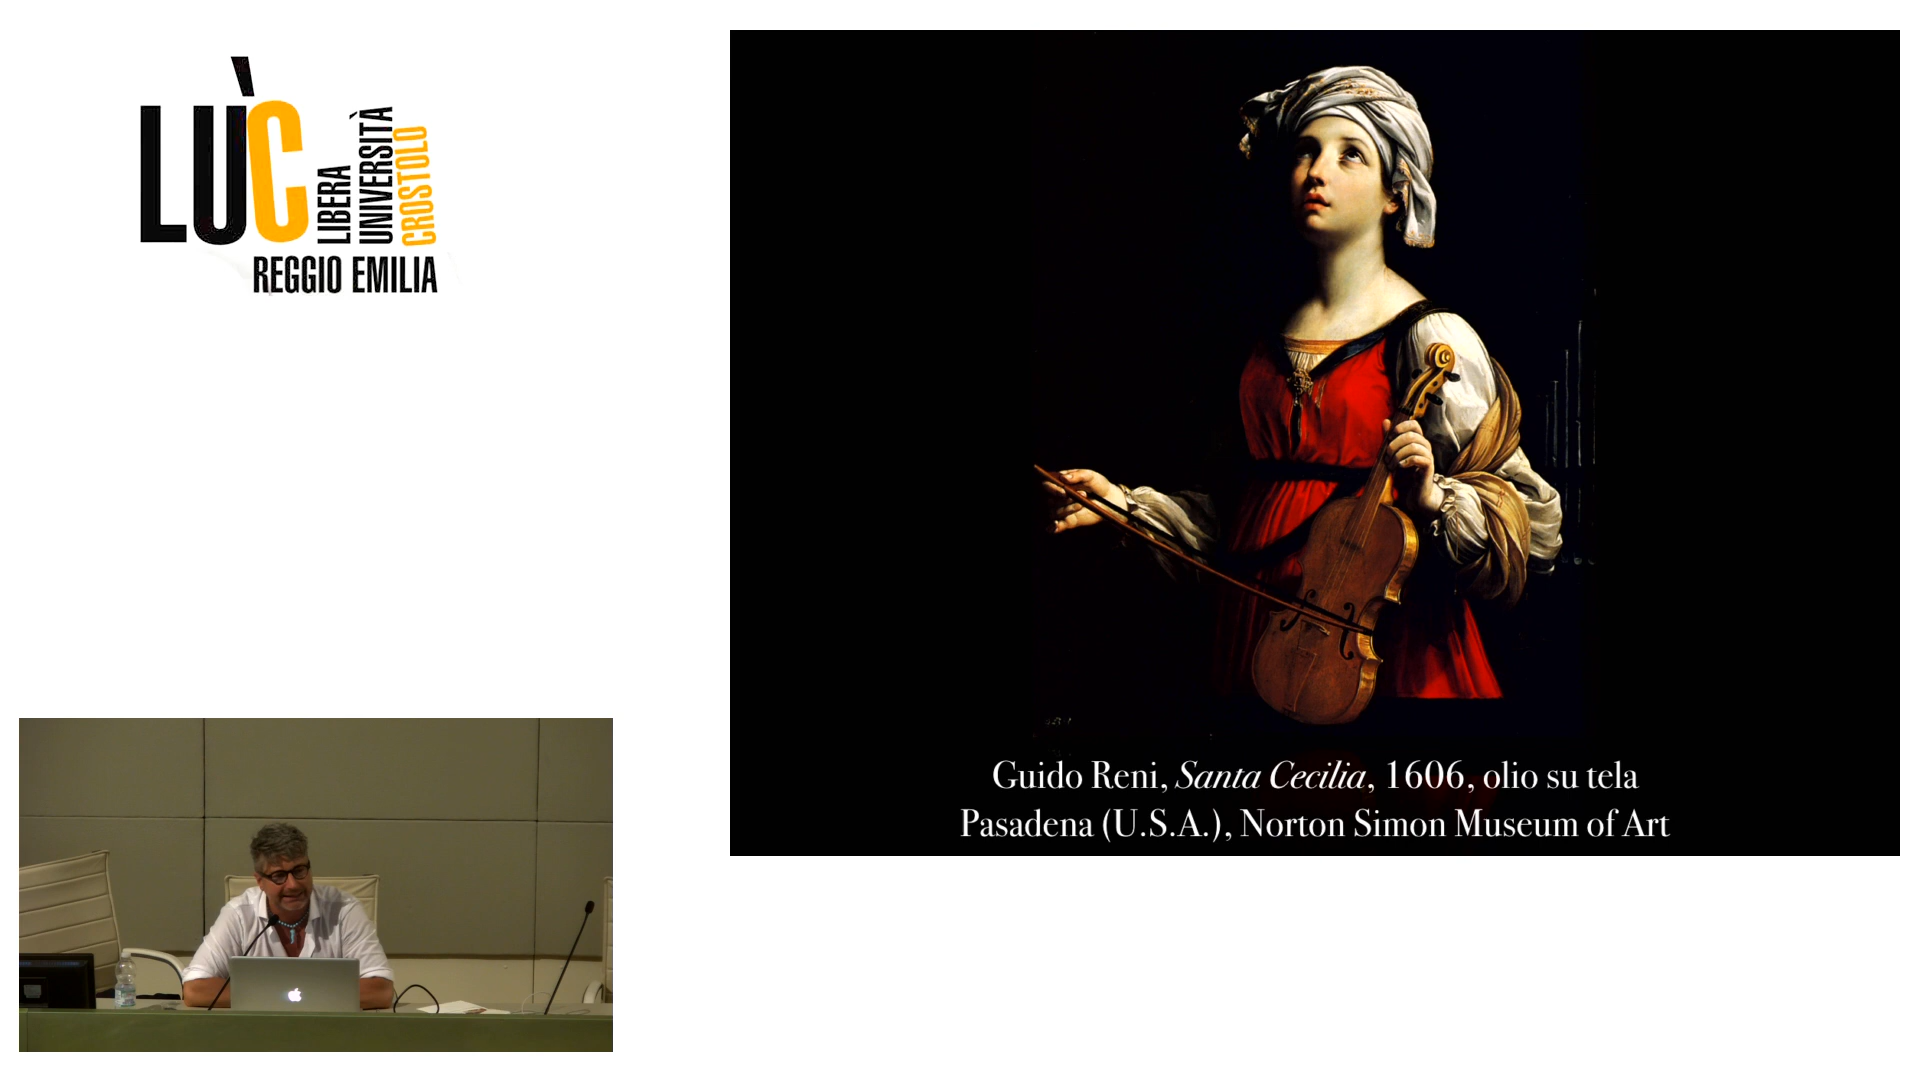 LÙC
LIBERA
UNIVERSITÀ
CROSTOLO
REGGIO EMILIA
Guido Reni, Santa Cecilia, 1606, olio su tela
Pasadena (U.S.A.), Norton Simon Museum of Art